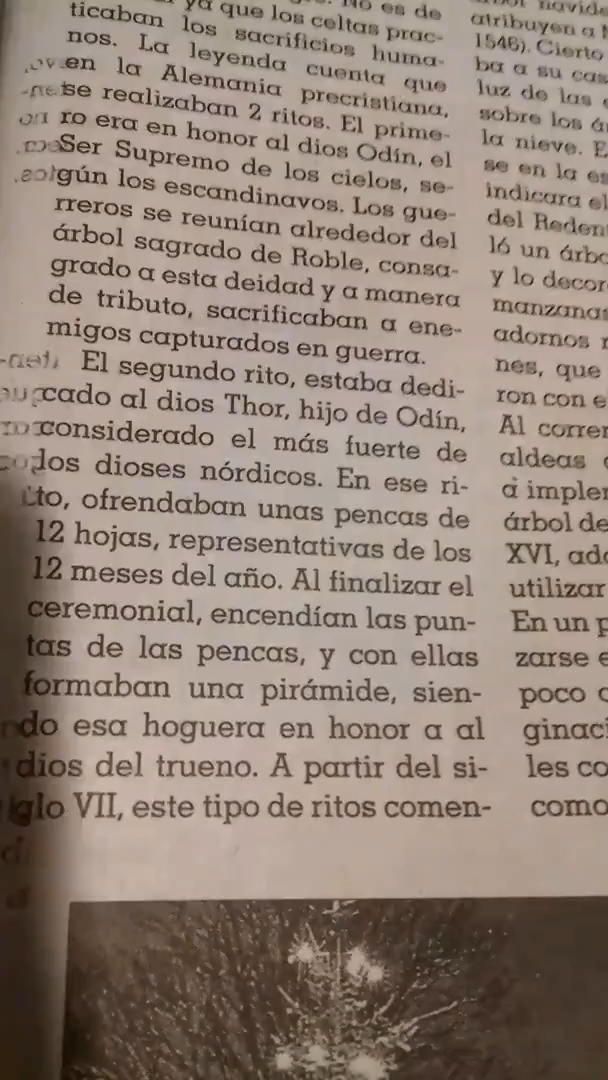 ya que los celtas prac-
ticaban los sacrificios huma-
nos. La leyenda cuenta que
en la Alemania precristiana,
se realizaban 2 ritos. El prime-
ro era en honor al dios Odín, el
Ser Supremo de los cielos, se-
gún los escandinavos. Los gue-
rreros se reunían alrededor del
árbol sagrado de Roble, consa-
grado a esta deidad y a manera
de tributo, sacrificaban a ene-
migos capturados en guerra.
El segundo rito, estaba dedi-
cado al dios Thor, hijo de Odín,
considerado el más fuerte de
los dioses nórdicos. En ese ri-
to, ofrendaban unas pencas de
12 hojas, representativas de los
12 meses del año. Al finalizar el
ceremonial, encendían las pun-
tas de las pencas, y con ellas
formaban una pirámide, sien-
do esa hoguera en honor a al
dios del trueno. A partir del si-
glo VII, este tipo de ritos comen-
atribuyen a
1546). Cierto
ba a su
luz de las
sobre los
la nieve.
se en la
indicara el
del
ló un
y lo
manzanas
adornos
nes, que
ron con
Al
aldeas
a
árbol de
XVI,
utilizar
En un
zarse
poco
les
como